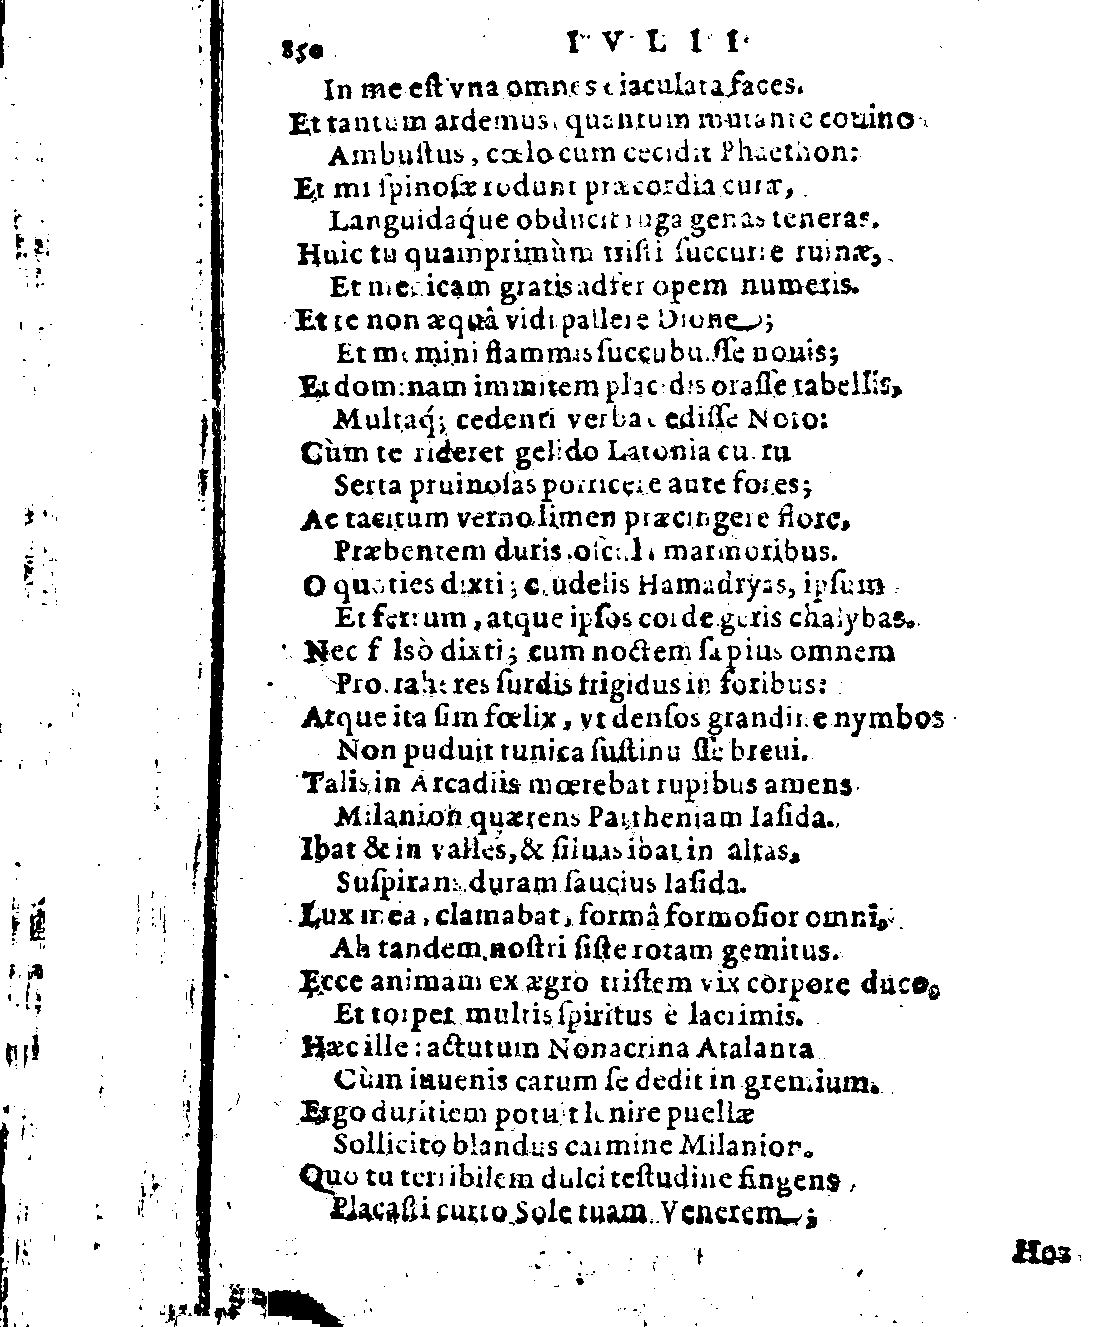 850 IVLII
In me est vna omnes eiaculata faces.
Et tantum ardemus, quantum mutante couino
Ambustus, cœlo cum cecidit Phaethon:
Et mi spinosæ rodunt præcordia curæ,
Languidaq́ue obducit ruga genas teneras.
Huic tu quamprimùm tristi succurre ruinæ,
Et medicam gratis adfer opem numeris.
Et te non æquâ vidi pallere Dione;
Et memini flammis succubuisse nouis;
Et dominam immitem placidis orasse tabellis,
Multaq́; cedenti verba dedisse Noto:
Cùm te rideret gelido Latonia curru
Serta pruinosas porricere ante fores;
Ac tacitum verno limen præcingere flore,
Præbentem duris oscula marmoribus.
O quoties dixti; crudelis Hamadryas, ipsum
Et ferrum, atque ipsos corde geris chalybas.
Nec falsò dixti; cum noctem sæpius omnem
Protraheres surdis frigidus in foribus:
Atque ita sim fœlix, vt densos grandine nymbos
Non puduit tunica sustinuisse breui.
Talis in Arcadiis mœrebat rupibus amens
Milanion quærens Partheniam Iasida.
Ibat & in valles, & siluas ibat in altas,
Suspirans duram saucius Iasida.
Lux mea, clamabat, formâ formosior omni,
Ah tandem nostri siste rotam gemitus.
Ecce animam ex ægro tristem vix corpore duco,
Et torpet multis spiritus è lacrimis.
Hæc ille: actutum Nonacrina Atalanta
Cùm iuuenis carum se dedit in gremium.
Ergo duritiem potuit lenire puellæ
Sollicito blandus carmine Milanion.
Quo tu terribilem dulci testudine fingens,
Placasti curto Sole tuam Venerem;
Hos